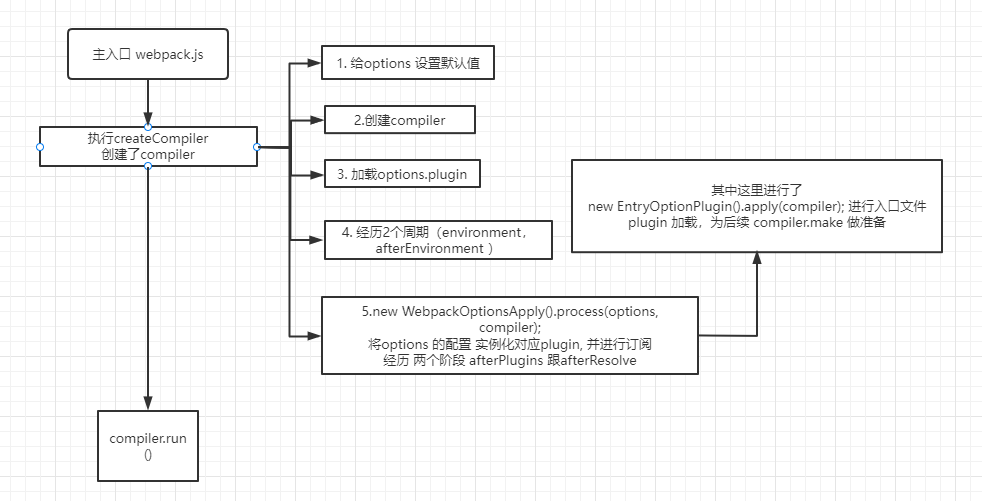 主入口 webpack.js
执行createCompiler
创建了compiler
1. 给options 设置默认值
2.创建compiler
3. 加载options.plugin
4. 经历2个周期（environment，
afterEnvironment ）
5.new WebpackOptionsApply().process(options,
compiler);
将options 的配置 实例化对应plugin, 并进行订阅
经历 两个阶段 afterPlugins 跟afterResolve
其中这里进行了
new EntryOptionPlugin().apply(compiler); 进行入口文件
plugin 加载，为后续 compiler.make 做准备
compiler.run
()